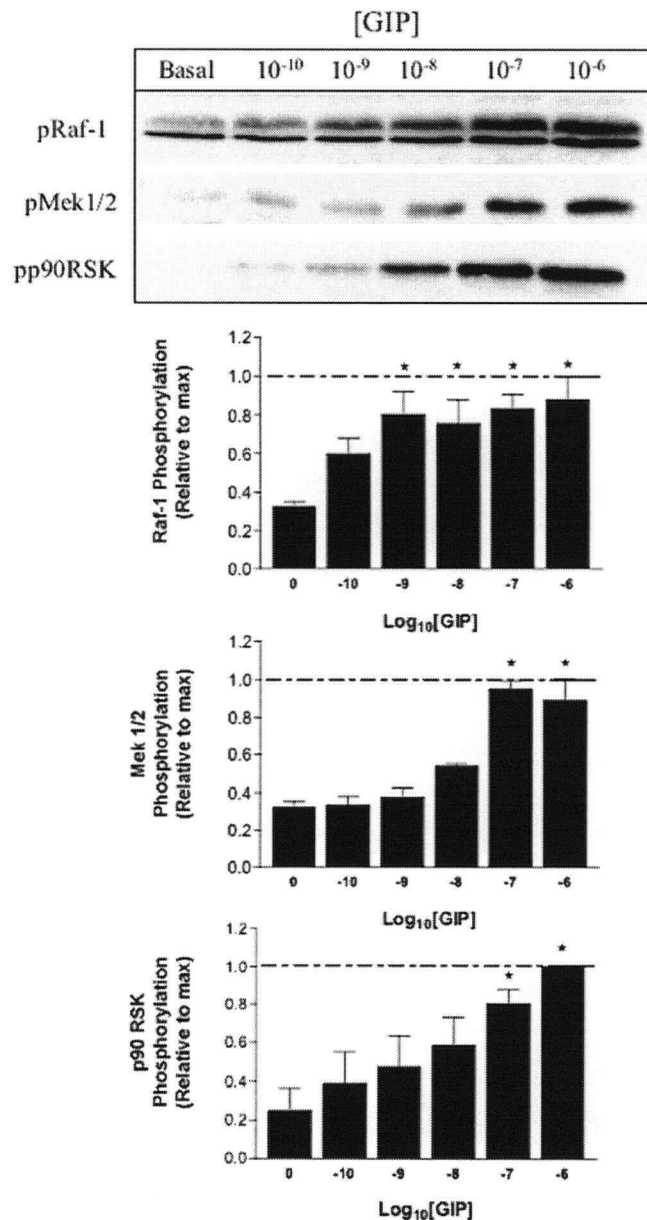 [GIP]
Basal 10⁻¹⁰ 10⁻⁹ 10⁻⁸ 10⁻⁷ 10⁻⁶
pRaf-1
pMek1/2
pp90RSK
Raf-1 Phosphorylation
(Relative to max)
1.2
1.0
0.8
0.6
0.4
0.2
0.0
0 -10 -9 -8 -7 -6
* * * *
Log₁₀[GIP]
Mek 1/2
Phosphorylation
(Relative to max)
1.2
1.0
0.8
0.6
0.4
0.2
0.0
0 -10 -9 -8 -7 -6
* *
Log₁₀[GIP]
p90 RSK
Phosphorylation
(Relative to max)
1.2
1.0
0.8
0.6
0.4
0.2
0.0
0 -10 -9 -8 -7 -6
* *
Log₁₀[GIP]